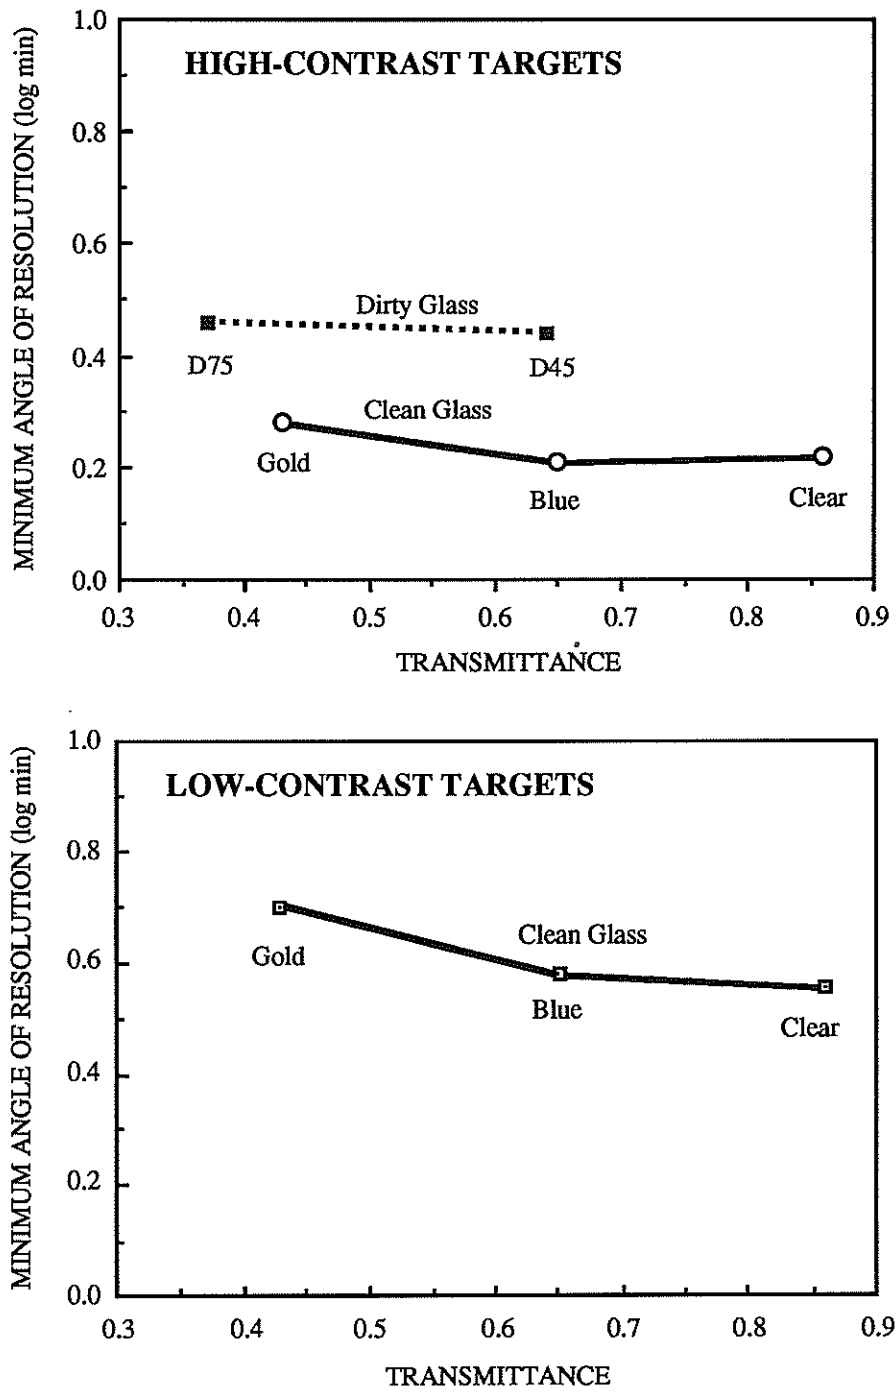 MINIMUM ANGLE OF RESOLUTION (log min)
1.0
0.8
0.6
0.4
0.2
0.0
HIGH-CONTRAST TARGETS
Dirty Glass
D75
D45
Clean Glass
Gold
Blue
Clear
0.3 0.4 0.5 0.6 0.7 0.8 0.9
TRANSMITTANCE
MINIMUM ANGLE OF RESOLUTION (log min)
1.0
0.8
0.6
0.4
0.2
0.0
LOW-CONTRAST TARGETS
Clean Glass
Gold
Blue
Clear
0.3 0.4 0.5 0.6 0.7 0.8 0.9
TRANSMITTANCE